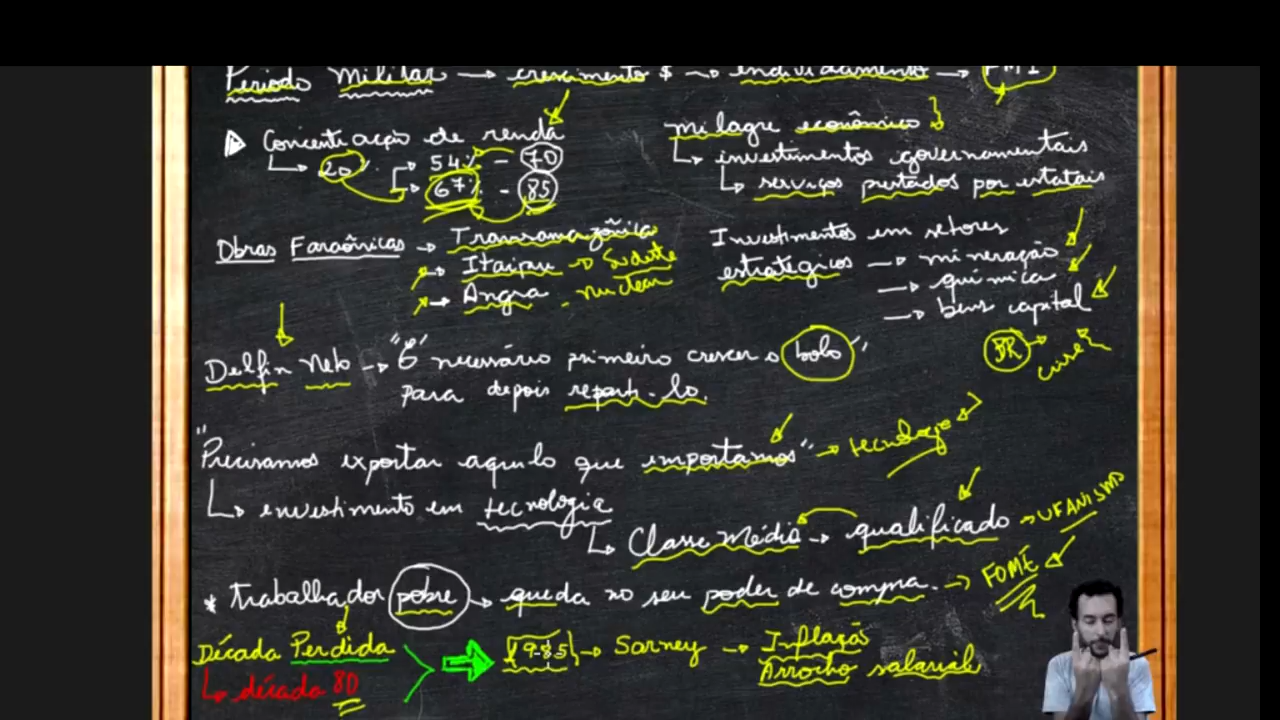 Período Militar → crescimento $ → endividamento → FMI
Concentração de renda
↳ 20% → 54% - 70
→ 67% - 85
milagre econômico }
↳ investimentos governamentais
↳ serviços prestados por estatais
Obras Faraônicas → Transamazônica
→ Itaipu → Sudeste
→ Angra - nuclear
Investimentos em setores
estratégicos → mineração
→ química
→ bens capital
Delfin Neto → "É necessário primeiro crescer o bolo"
para depois reparti-lo.
BR →
crise
"Precisamos exportar aquilo que importamos" → tecnologia
↳ investimento em tecnologia
↳ Classe média → qualificado → UFANISMO
* trabalhador pobre → queda no seu poder de compra. → FOME
Década Perdida
↳ década 80
1985 → Sarney → Inflação
Arrocho salarial